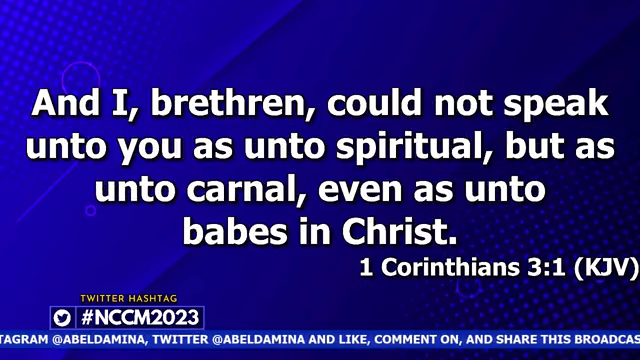 And I, brethren, could not speak
unto you as unto spiritual, but as
unto carnal, even as unto
babes in Christ.
1 Corinthians 3:1 (KJV)
TWITTER HASHTAG
#NCCM2023
@ABELDAMINA, TWITTER @ABELDAMINA AND LIKE, COMMENT ON, AND SHARE THIS